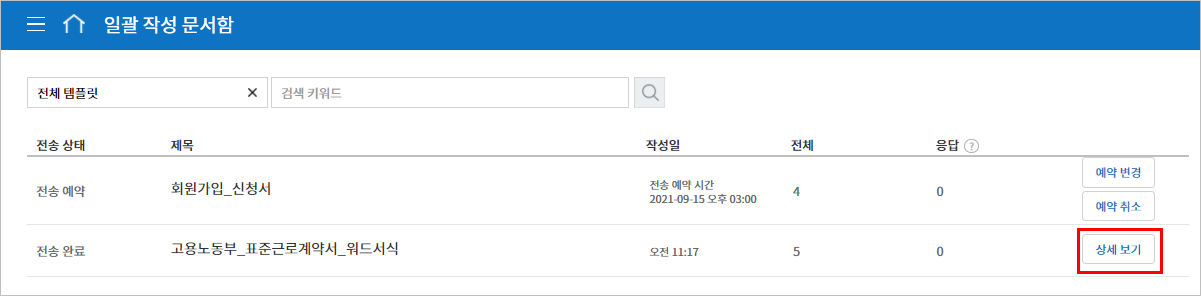 일괄 작성 문서함
전체 템플릿 × 검색 키워드
전송 상태 제목 작성일 전체 응답 ?
전송 예약 회원가입_신청서 전송 예약 시간 4 0 예약 변경
2021-09-15 오후 03:00
예약 취소
전송 완료 고용노동부_표준근로계약서_워드서식 오전 11:17 5 0 상세 보기